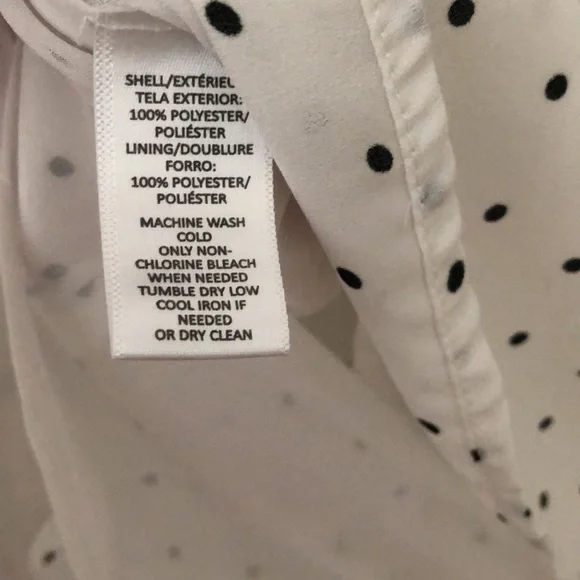 SHELL/EXTÉRIEU
TELA EXTERIOR:
100% POLYESTER/
POLIÉSTER
LINING/DOUBLURE
FORRO:
100% POLYESTER/
POLIÉSTER
MACHINE WASH
COLD
ONLY NON-
CHLORINE BLEACH
WHEN NEEDED
TUMBLE DRY LOW
COOL IRON IF
NEEDED
OR DRY CLEAN